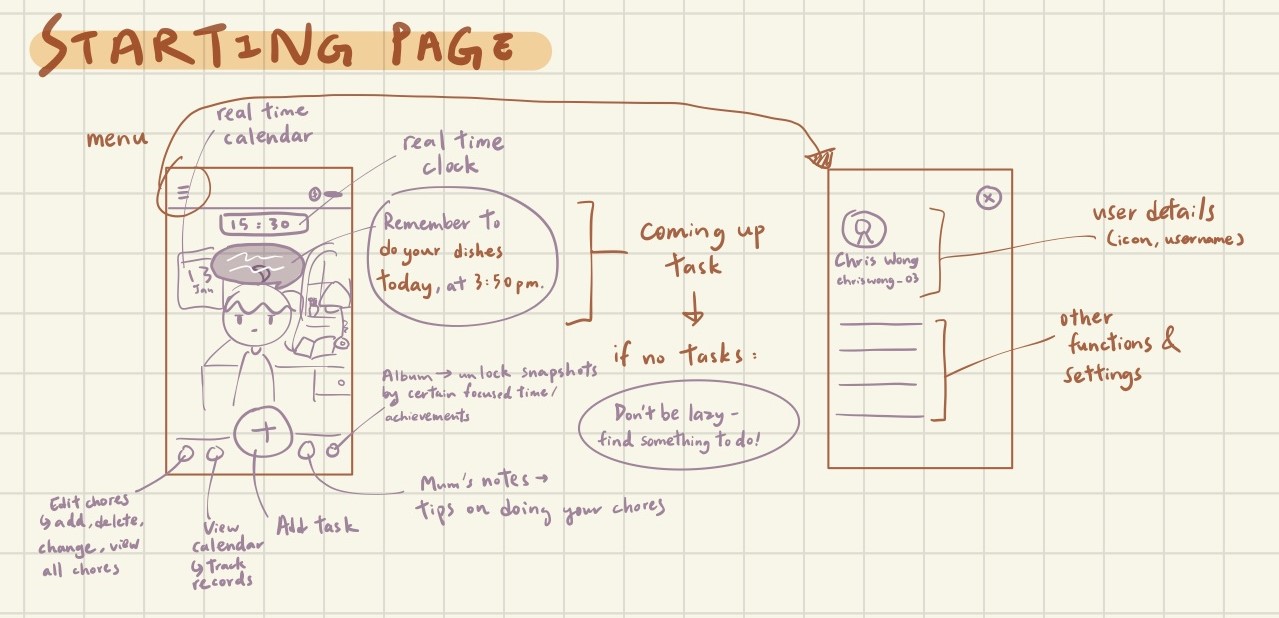 STARTING PAGE
menu
real time
calendar
real time
clock
15:30
13
Jan
Remember to
do your dishes
today, at 3:50pm.
Coming up
task
if no tasks:
Don't be lazy -
find something to do!
Album → unlock snapshots
by certain focused time/
achievements
Mum's notes →
tips on doing your chores
Add task
View
calendar
↳ Track
records
Edit chores
↳ add, delete,
change, view
all chores
Chris Wong
chriswong_03
user details
(icon, username)
other
functions &
settings